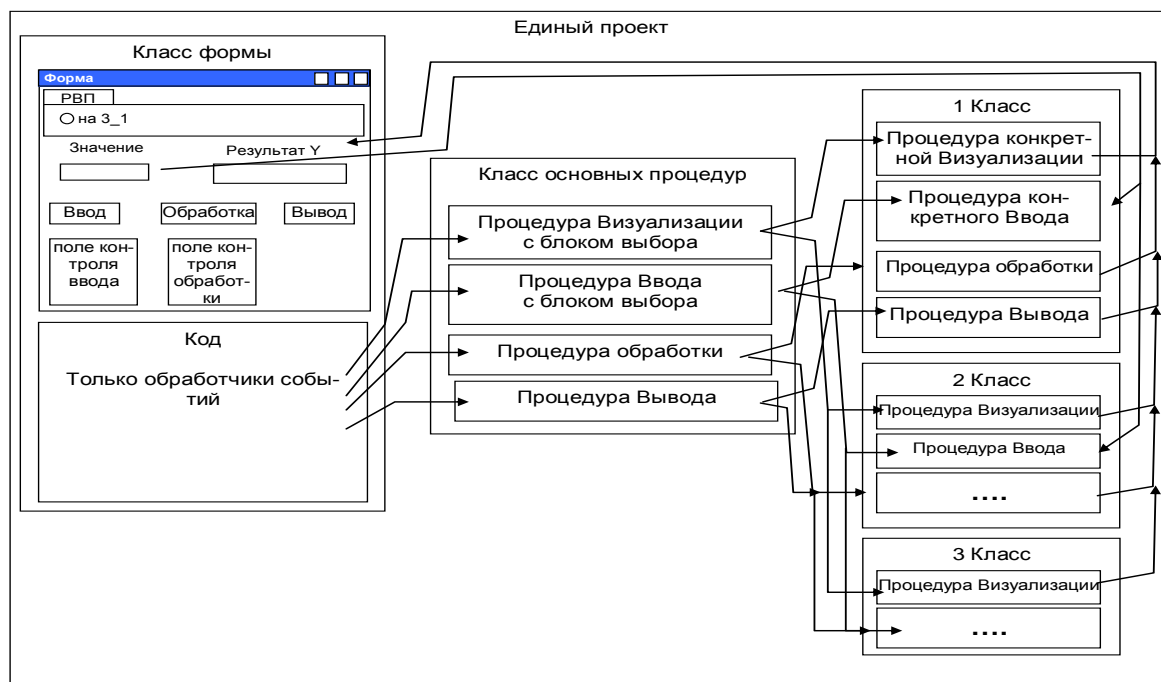 Единый проект
Класс формы
Форма
РВП
на 3_1
Значение
Результат Y
Ввод
Обработка
Вывод
поле кон-
троля
ввода
поле кон-
троля
обработ-
ки
Код
Только обработчики собы-
тий
Класс основных процедур
Процедура Визуализации
с блоком выбора
Процедура Ввода
с блоком выбора
Процедура обработки
Процедура Вывода
1 Класс
Процедура конкрет-
ной Визуализации
Процедура кон-
кретного Ввода
Процедура обработки
Процедура Вывода
2 Класс
Процедура Визуализации
Процедура Ввода
....
3 Класс
Процедура Визуализации
....